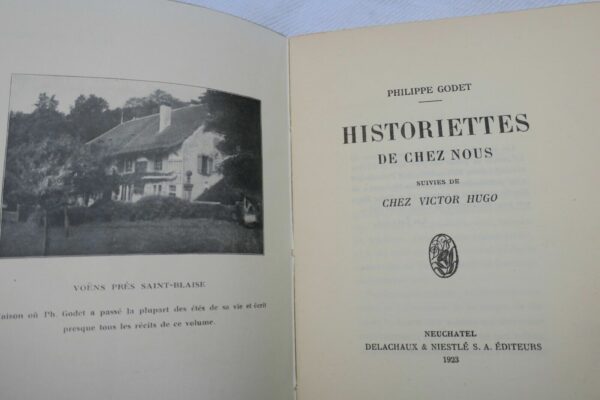 VOËNS PRÉS SAINT-BLAISE
aison où Ph. Godet a passé la plupart des étés de sa vie et écrit
presque tous les récits de ce volume.
PHILIPPE GODET
HISTORIETTES
DE CHEZ NOUS
SUIVIES DE
CHEZ VICTOR HUGO
NEUCHATEL
DELACHAUX & NIESTLÉ S. A. ÉDITEURS
1923